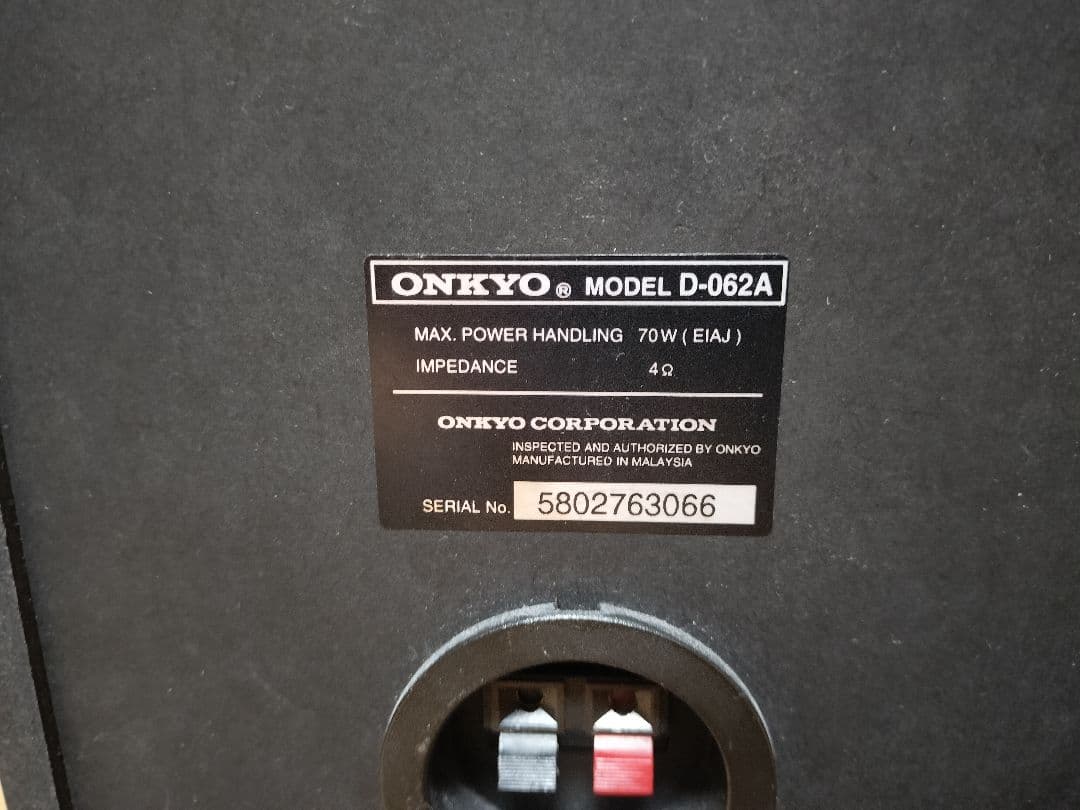 ONKYO® MODEL D-062A
MAX. POWER HANDLING 70W ( EIAJ )
IMPEDANCE 4Ω
ONKYO CORPORATION
INSPECTED AND AUTHORIZED BY ONKYO
MANUFACTURED IN MALAYSIA
SERIAL No. 5802763066